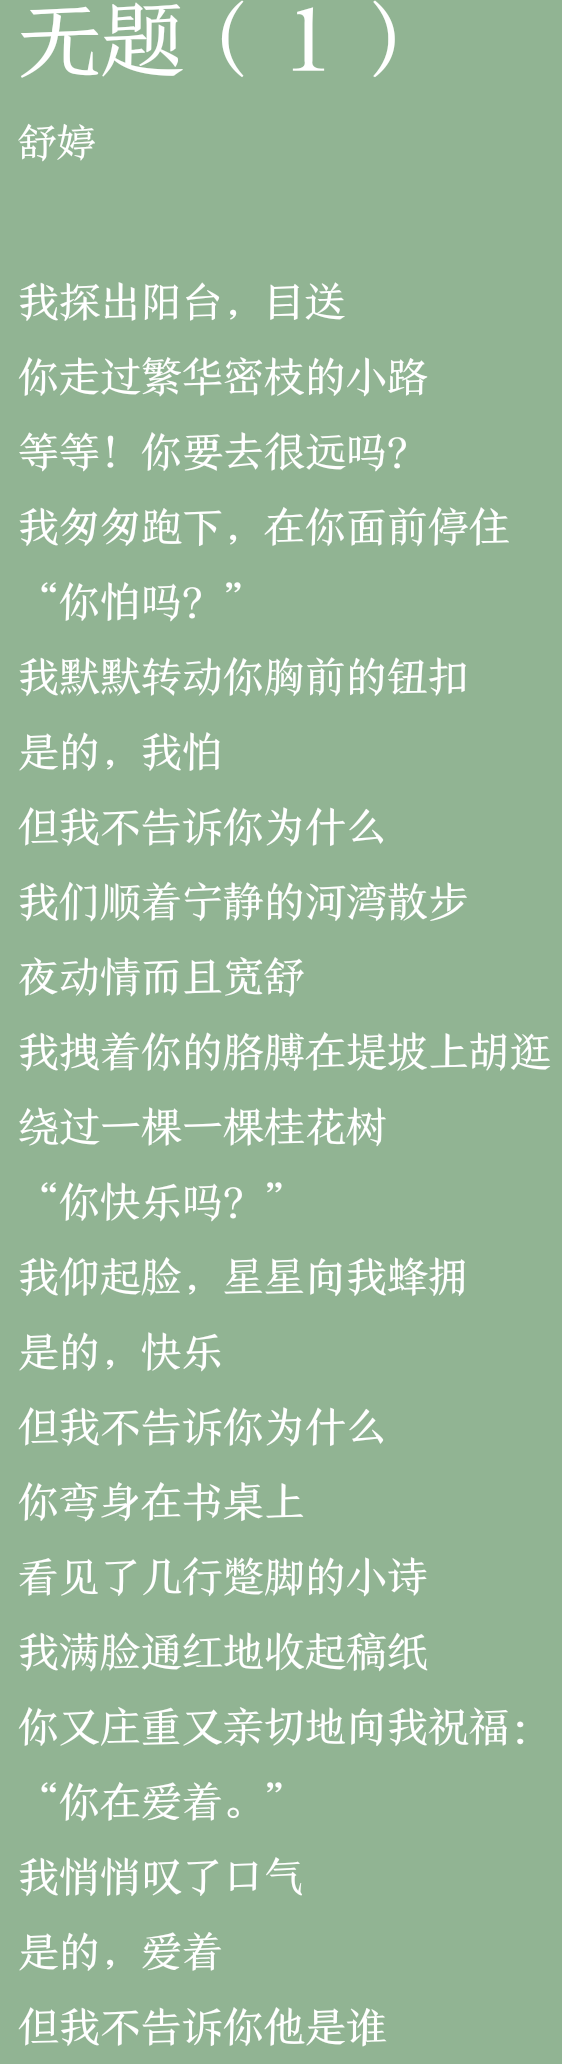 无题（1）
舒婷
我探出阳台，目送
你走过繁华密枝的小路
等等！你要去很远吗？
我匆匆跑下，在你面前停住
“你怕吗？”
我默默转动你胸前的钮扣
是的，我怕
但我不告诉你为什么
我们顺着宁静的河湾散步
夜动情而且宽舒
我拽着你的胳膊在堤坡上胡逛
绕过一棵一棵桂花树
“你快乐吗？”
我仰起脸，星星向我蜂拥
是的，快乐
但我不告诉你为什么
你弯身在书桌上
看见了几行蹩脚的小诗
我满脸通红地收起稿纸
你又庄重又亲切地向我祝福：
“你在爱着。”
我悄悄叹了口气
是的，爱着
但我不告诉你他是谁